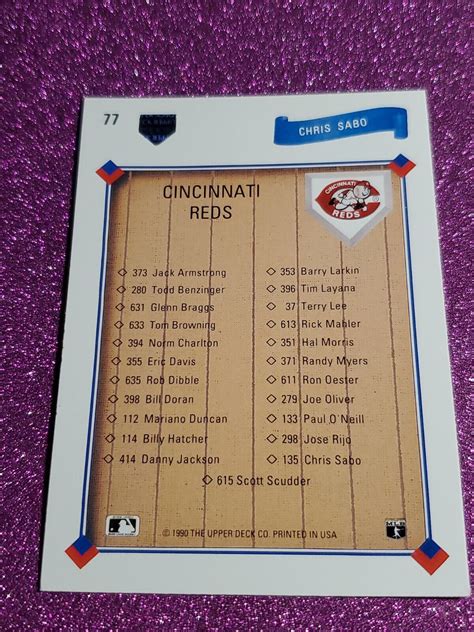 77
CHRIS SABO
CINCINNATI
REDS
CINCINNATI
REDS
373 Jack Armstrong
280 Todd Benzinger
631 Glenn Braggs
633 Tom Browning
394 Norm Charlton
355 Eric Davis
635 Rob Dibble
398 Bill Doran
112 Mariano Duncan
114 Billy Hatcher
414 Danny Jackson
353 Barry Larkin
396 Tim Layana
37 Terry Lee
613 Rick Mahler
351 Hal Morris
371 Randy Myers
611 Ron Oester
279 Joe Oliver
133 Paul O'Neill
298 Jose Rijo
135 Chris Sabo
615 Scott Scudder
© 1990 THE UPPER DECK CO. PRINTED IN USA
MLB